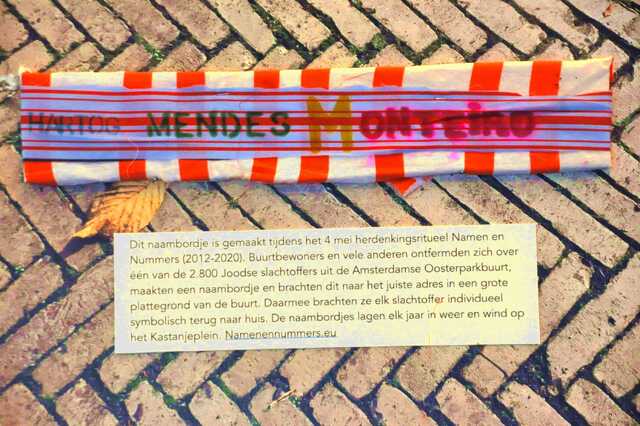 HARTOG MENDES MONTEIRO
Dit naambordje is gemaakt tijdens het 4 mei herdenkingsritueel Namen en
Nummers (2012-2020). Buurtbewoners en vele anderen ontfermden zich over
één van de 2.800 Joodse slachtoffers uit de Amsterdamse Oosterparkbuurt,
maakten een naambordje en brachten dit naar het juiste adres in een grote
plattegrond van de buurt. Daarmee brachten ze elk slachtoffer individueel
symbolisch terug naar huis. De naambordjes lagen elk jaar in weer en wind op
het Kastanjeplein. Namenennummers.eu